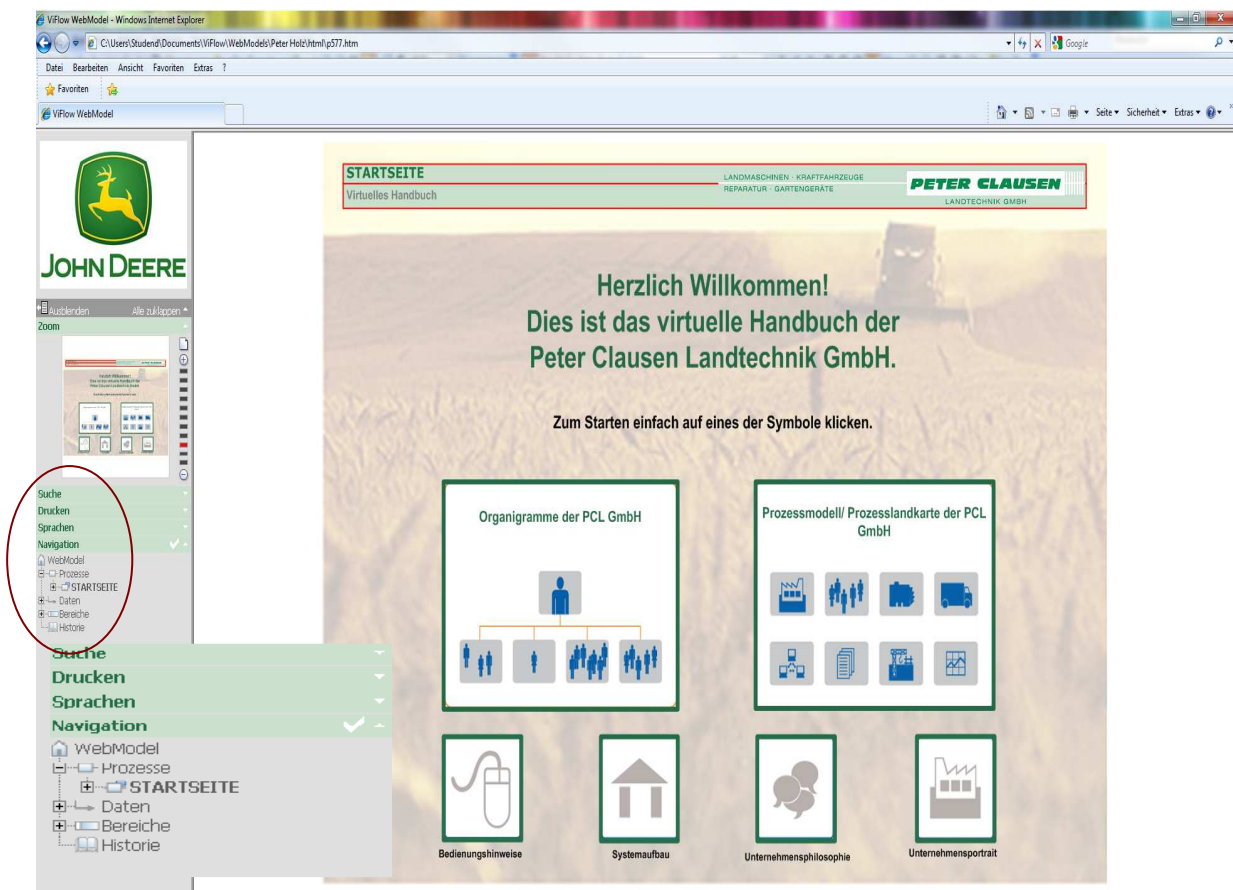 ViFlow WebModel - Windows Internet Explorer
C:\Users\Studend\Documents\ViFlow\WebModels\Peter Holz\html\p577.htm
Google
Datei Bearbeiten Ansicht Favoriten Extras ?
Favoriten
ViFlow WebModel
Seite Sicherheit Extras
JOHN DEERE
Ausblenden Alle zuklappen
Zoom
Suche
Drucken
Sprachen
Navigation
WebModel
Prozesse
STARTSEITE
Daten
Bereiche
Historie
Suche
Drucken
Sprachen
Navigation
WebModel
Prozesse
STARTSEITE
Daten
Bereiche
Historie
STARTSEITE
Virtuelles Handbuch
LANDMASCHINEN · KRAFTFAHRZEUGE
REPARATUR · GARTENGERÄTE
PETER CLAUSEN
LANDTECHNIK GMBH
Herzlich Willkommen!
Dies ist das virtuelle Handbuch der
Peter Clausen Landtechnik GmbH.
Zum Starten einfach auf eines der Symbole klicken.
Organigramme der PCL GmbH
Prozessmodell/ Prozesslandkarte der PCL
GmbH
Bedienungshinweise
Systemaufbau
Unternehmensphilosophie
Unternehmensportrait